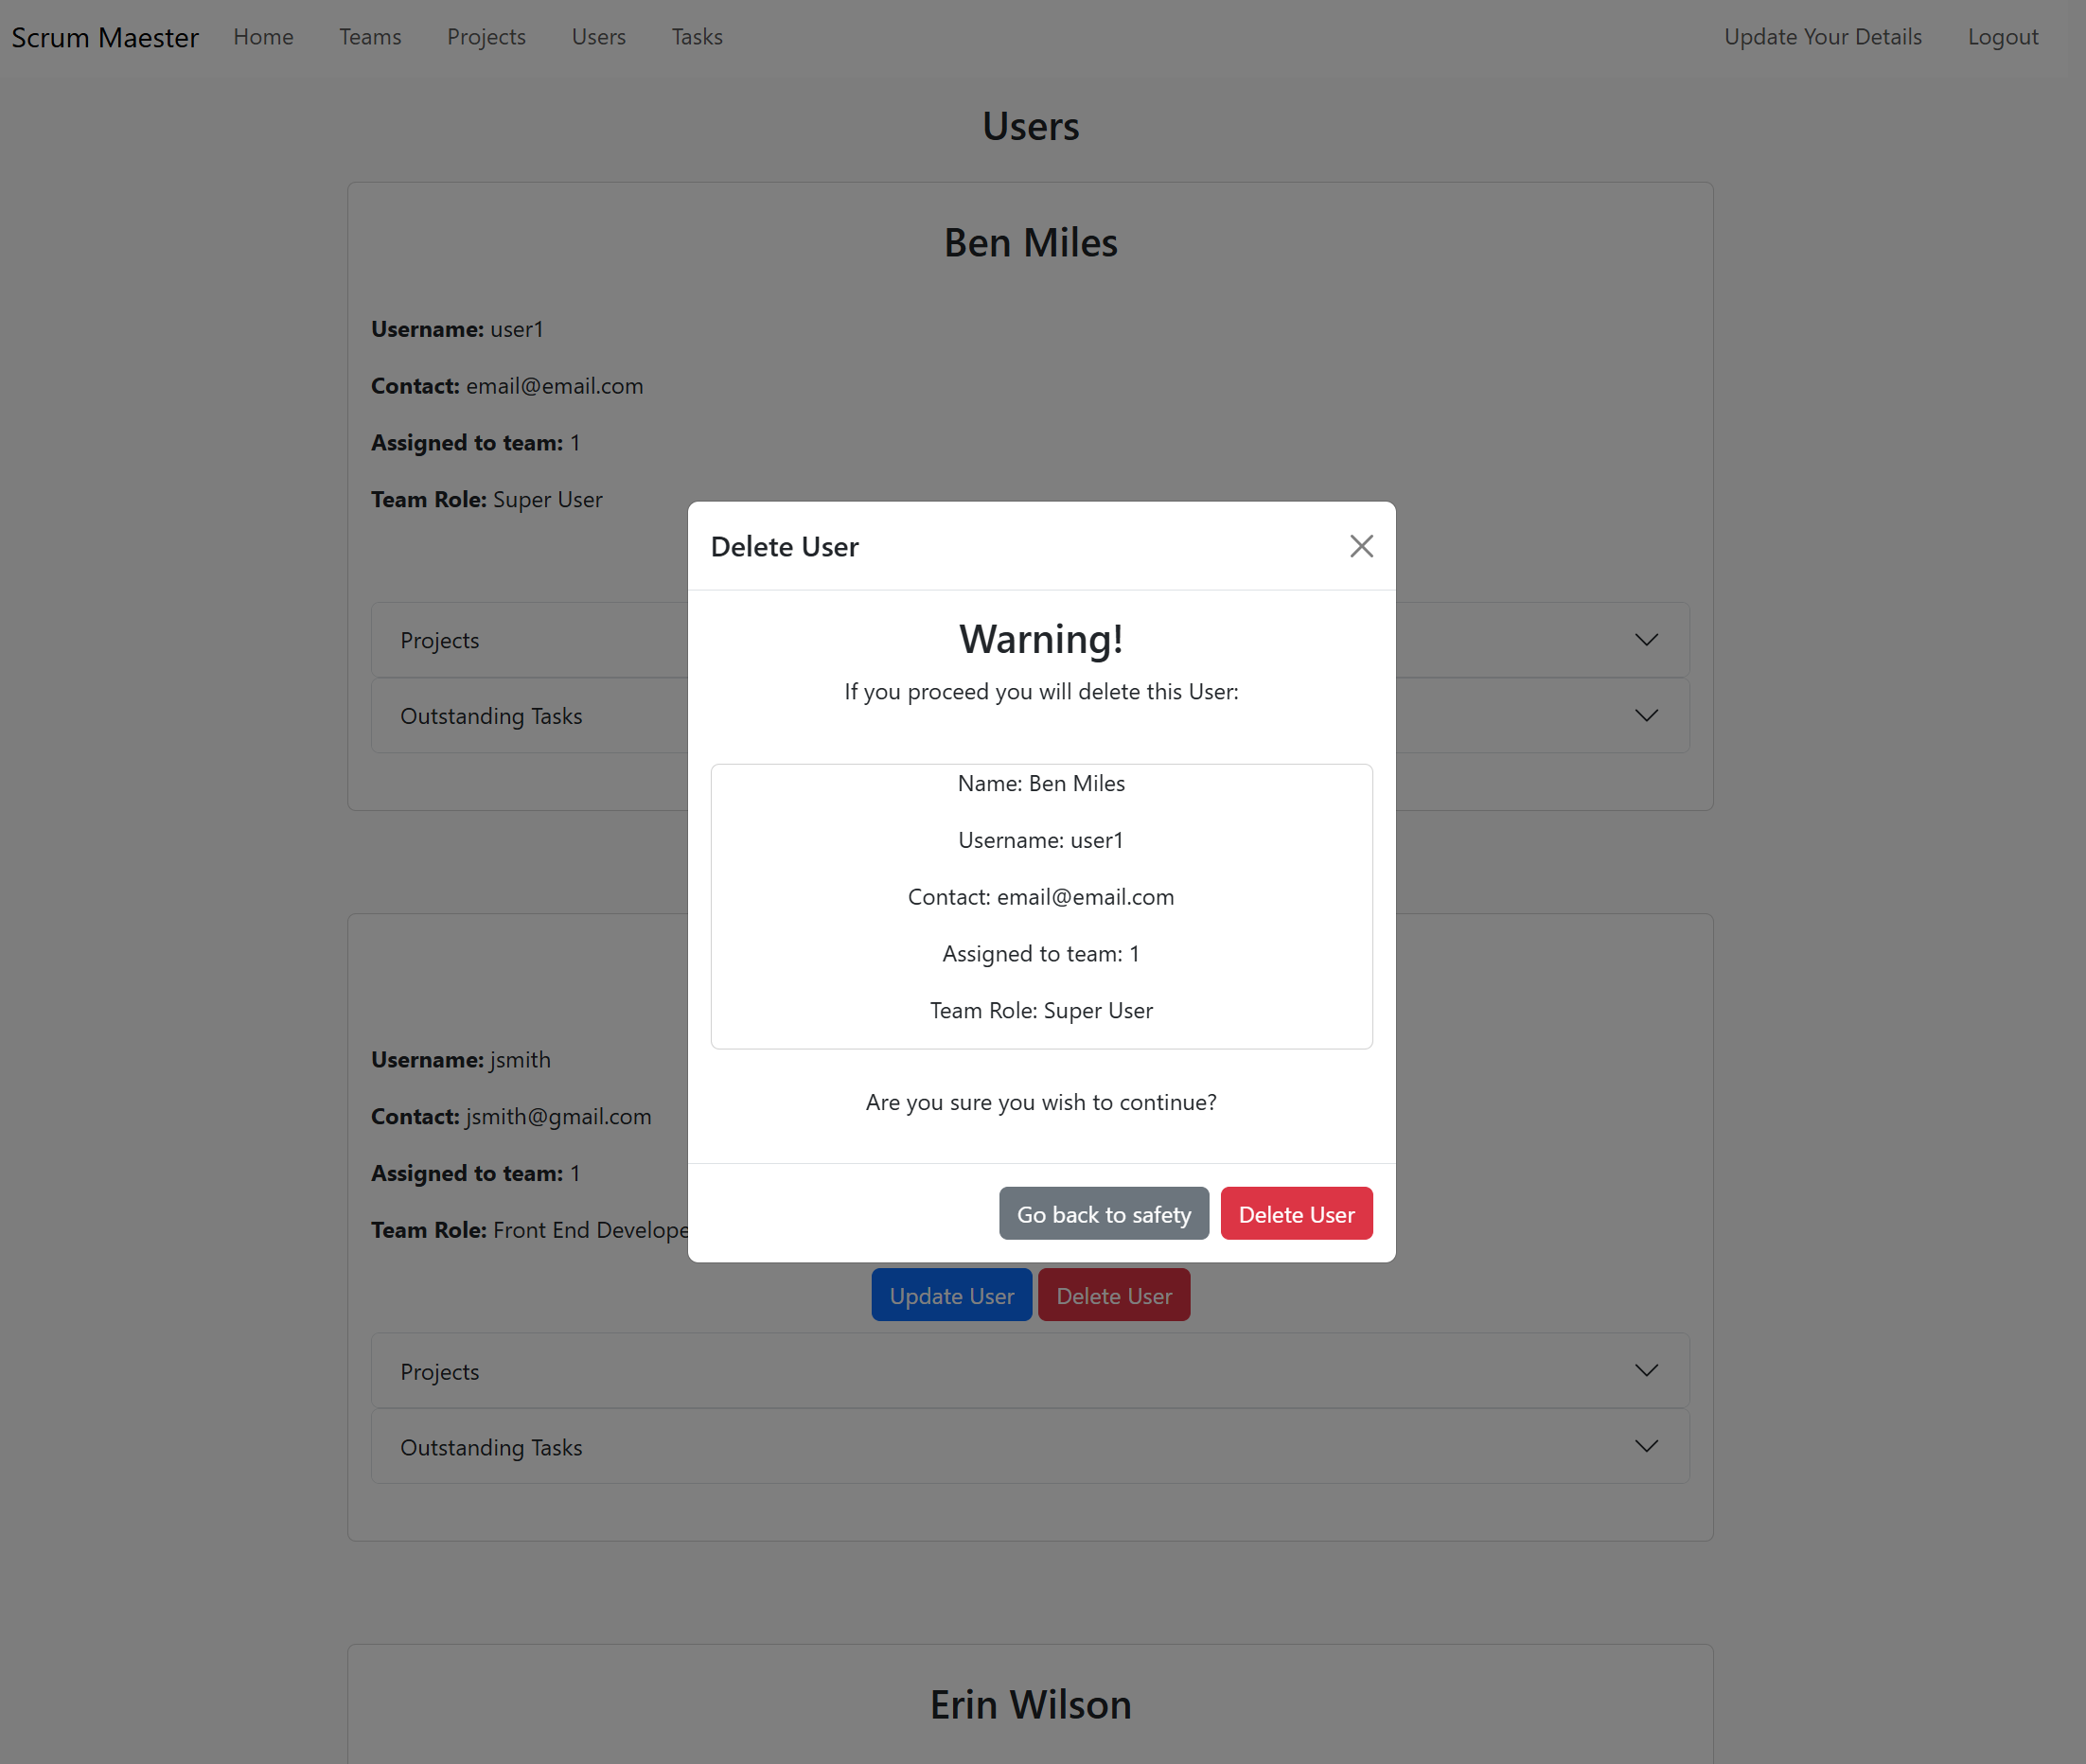 Scrum Maester Home Teams Projects Users Tasks Update Your Details Logout
Users
Ben Miles
Username: user1
Contact: email@email.com
Assigned to team: 1
Team Role: Super User
Projects
Outstanding Tasks
Delete User
Warning!
If you proceed you will delete this User:
Name: Ben Miles
Username: user1
Contact: email@email.com
Assigned to team: 1
Team Role: Super User
Are you sure you wish to continue?
Go back to safety Delete User
Username: jsmith
Contact: jsmith@gmail.com
Assigned to team: 1
Team Role: Front End Develope
Update User Delete User
Projects
Outstanding Tasks
Erin Wilson